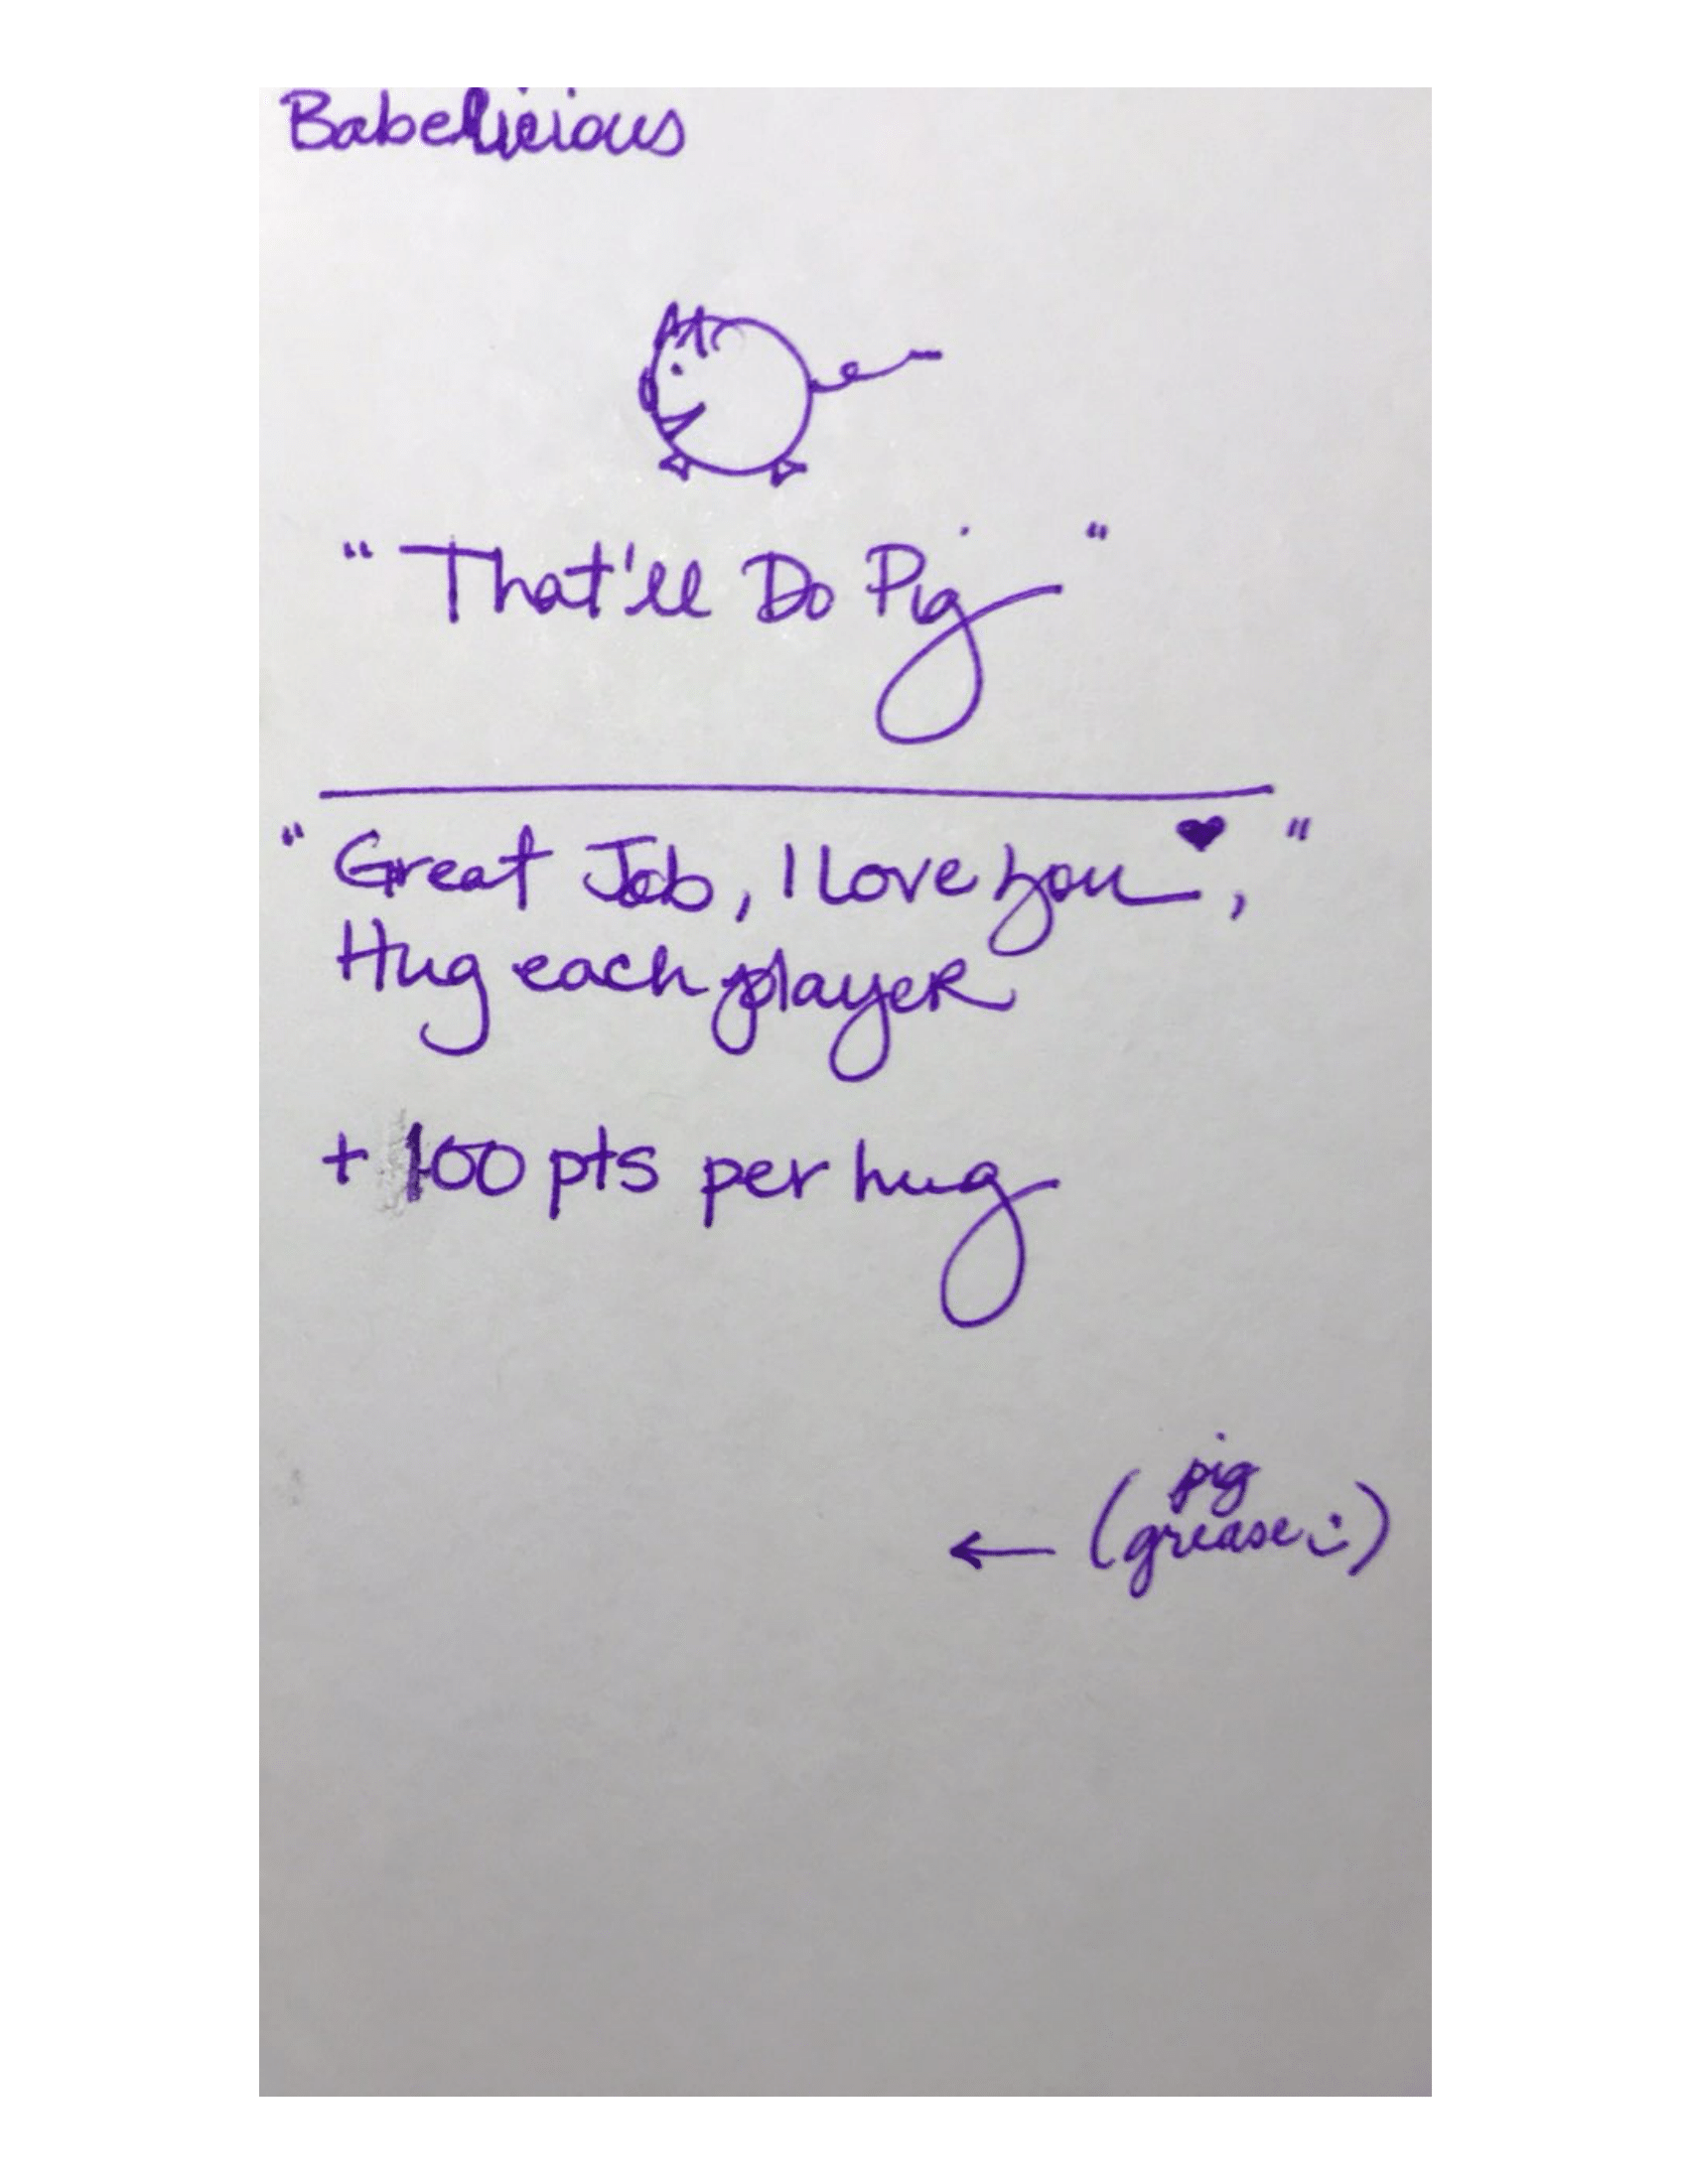 Babelicious
"That'll Do Pig"
"Great Job, I love you ♥,"
Hug each player
+ 100 pts per hug
pig
← (grease :)